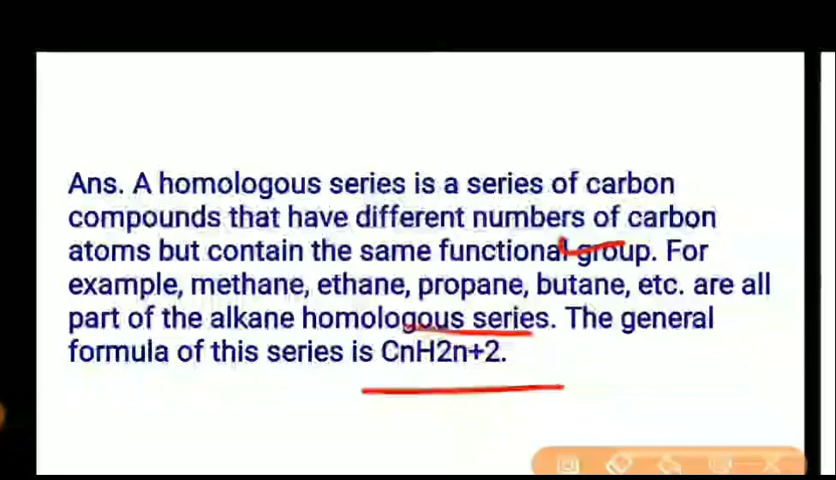 Ans. A homologous series is a series of carbon
compounds that have different numbers of carbon
atoms but contain the same functional group. For
example, methane, ethane, propane, butane, etc. are all
part of the alkane homologous series. The general
formula of this series is CnH2n+2.